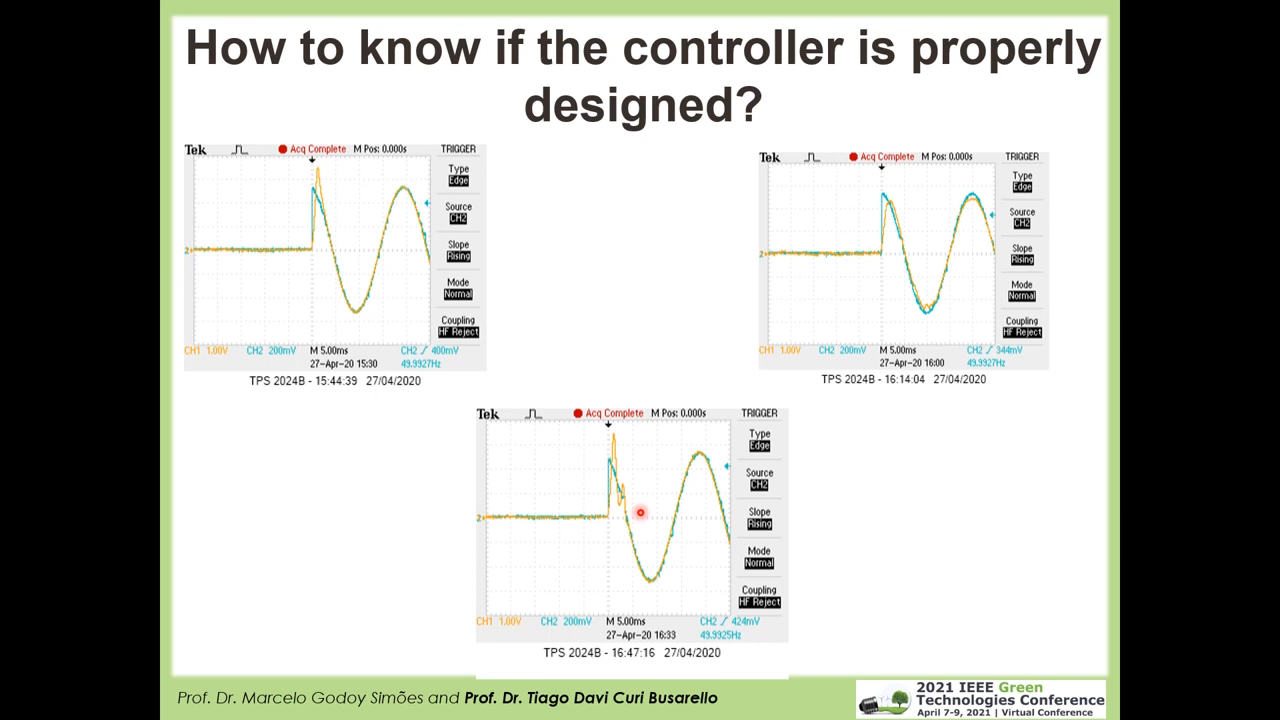 How to know if the controller is properly
designed?
Tek Acq Complete M Pos: 0.000s TRIGGER
Type
Edge
Source
CH2
Slope
Rising
Mode
Normal
Coupling
HF Reject
2
CH1 1.00V CH2 200mV M 5.00ms CH2 400mV
27-Apr-20 15:30 49.9927Hz
TPS 2024B - 15:44:39 27/04/2020
Tek Acq Complete M Pos: 0.000s TRIGGER
Type
Edge
Source
CH2
Slope
Rising
Mode
Normal
Coupling
HF Reject
2
CH1 1.00V CH2 200mV M 5.00ms CH2 344mV
27-Apr-20 16:00 49.9927Hz
TPS 2024B - 16:14:04 27/04/2020
Tek Acq Complete M Pos: 0.000s TRIGGER
Type
Edge
Source
CH2
Slope
Rising
Mode
Normal
Coupling
HF Reject
2
CH1 1.00V CH2 200mV M 5.00ms CH2 424mV
27-Apr-20 16:33 49.9925Hz
TPS 2024B - 16:47:16 27/04/2020
Prof. Dr. Marcelo Godoy Simões and Prof. Dr. Tiago Davi Curi Busarello
2021 IEEE Green
Technologies Conference
April 7-9, 2021 | Virtual Conference